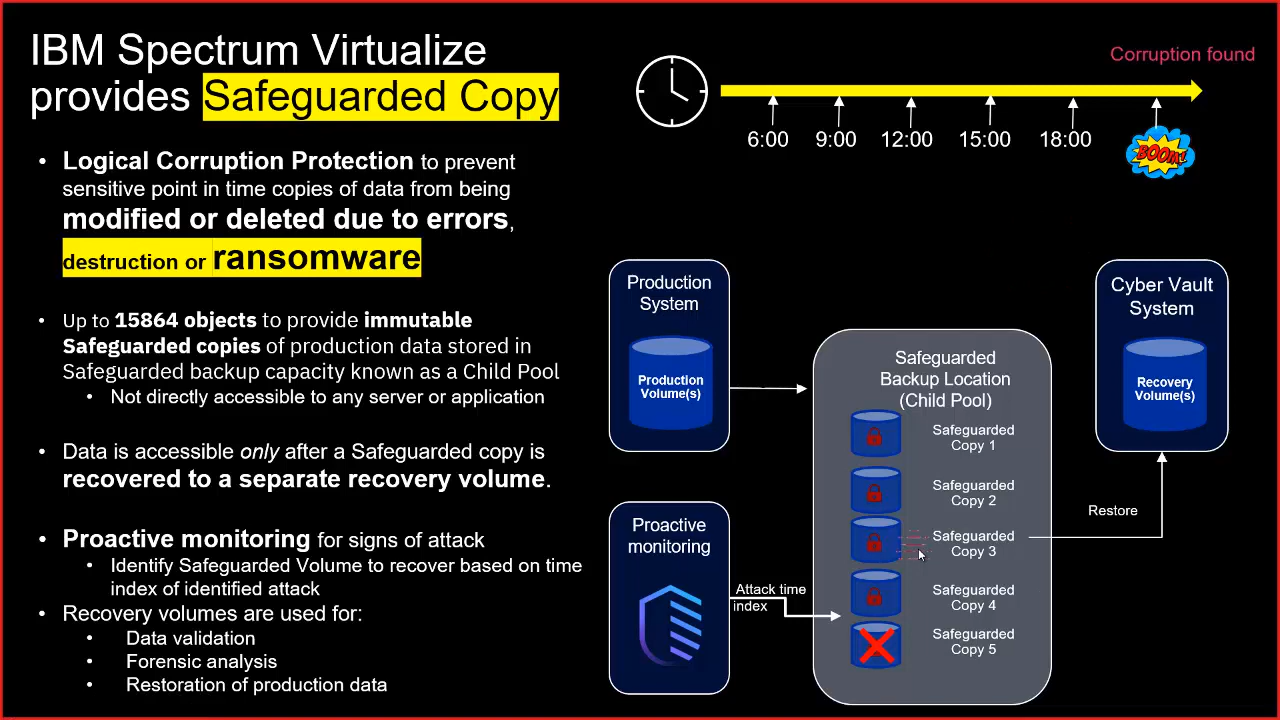 IBM Spectrum Virtualize
provides Safeguarded Copy
• Logical Corruption Protection to prevent
sensitive point in time copies of data from being
modified or deleted due to errors,
destruction or ransomware
• Up to 15864 objects to provide immutable
Safeguarded copies of production data stored in
Safeguarded backup capacity known as a Child Pool
• Not directly accessible to any server or application
• Data is accessible only after a Safeguarded copy is
recovered to a separate recovery volume.
• Proactive monitoring for signs of attack
• Identify Safeguarded Volume to recover based on time
index of identified attack
• Recovery volumes are used for:
• Data validation
• Forensic analysis
• Restoration of production data
Corruption found
6:00 9:00 12:00 15:00 18:00
BOOM!
Production
System
Production
Volume(s)
Cyber Vault
System
Recovery
Volume(s)
Safeguarded
Backup Location
(Child Pool)
Safeguarded
Copy 1
Safeguarded
Copy 2
Safeguarded
Copy 3
Safeguarded
Copy 4
Safeguarded
Copy 5
Restore
Proactive
monitoring
Attack time
index